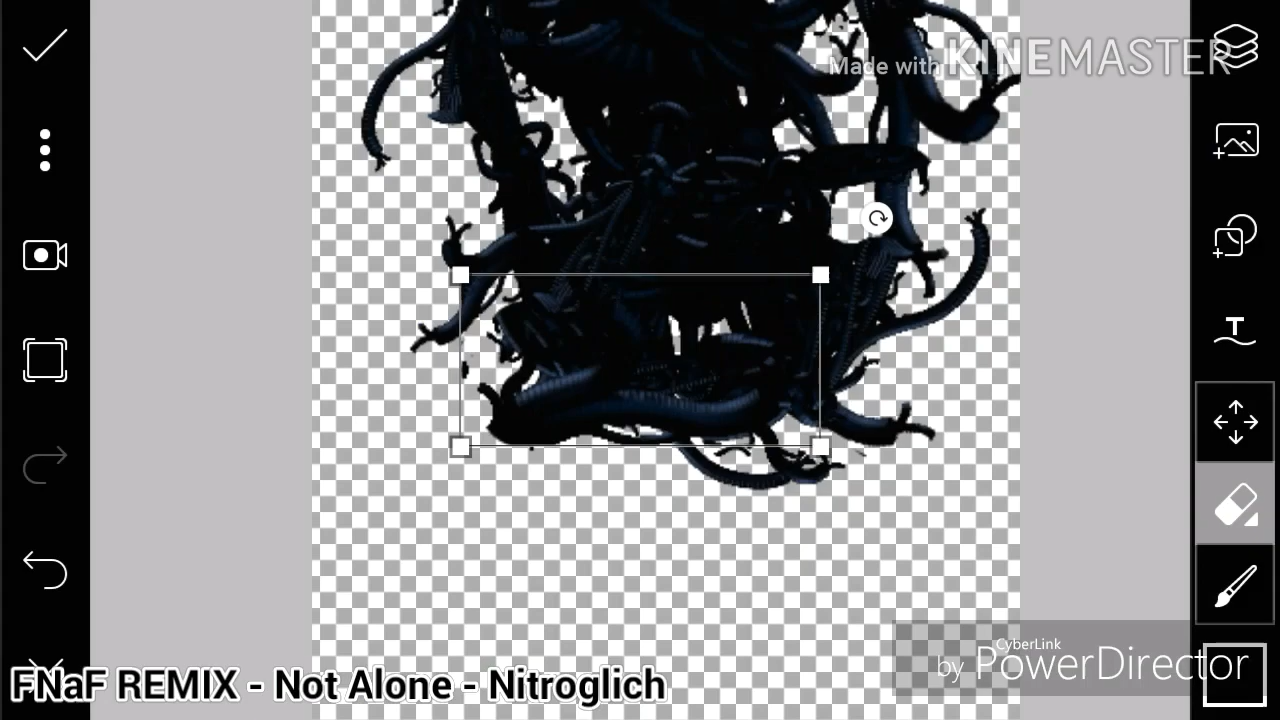 Made with KINEMASTER
CyberLink
by PowerDirector
FNaF REMIX - Not Alone - Nitroglich